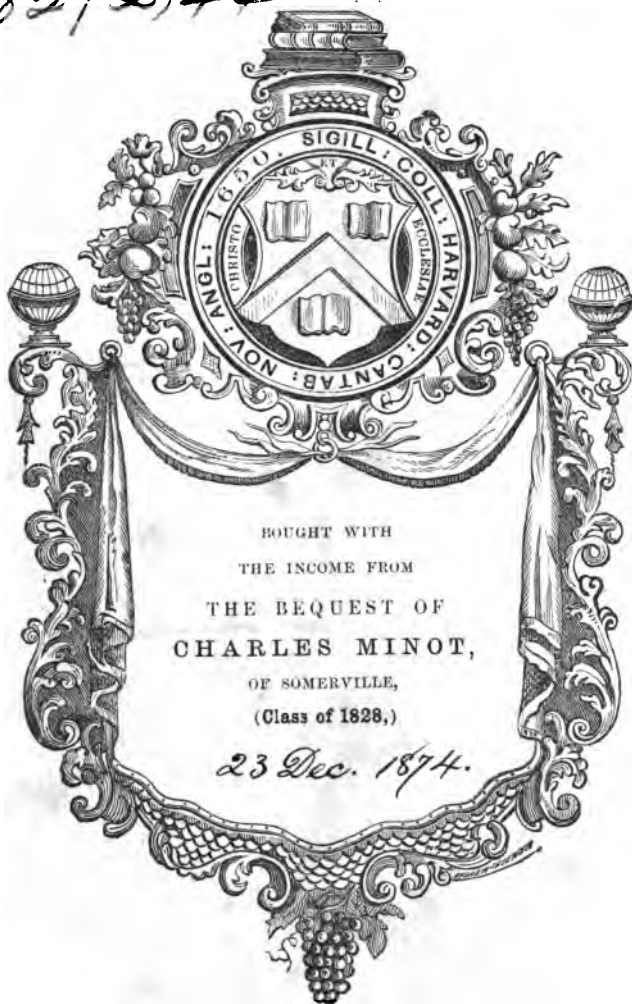 SIGILL: COLL: HARVARD: CANTAB: NOV: ANGL: 1650.
ET
CHRISTO
ECCLESIAE
BOUGHT WITH
THE INCOME FROM
THE BEQUEST OF
CHARLES MINOT,
OF SOMERVILLE,
(Class of 1828,)
23 Dec. 1874.